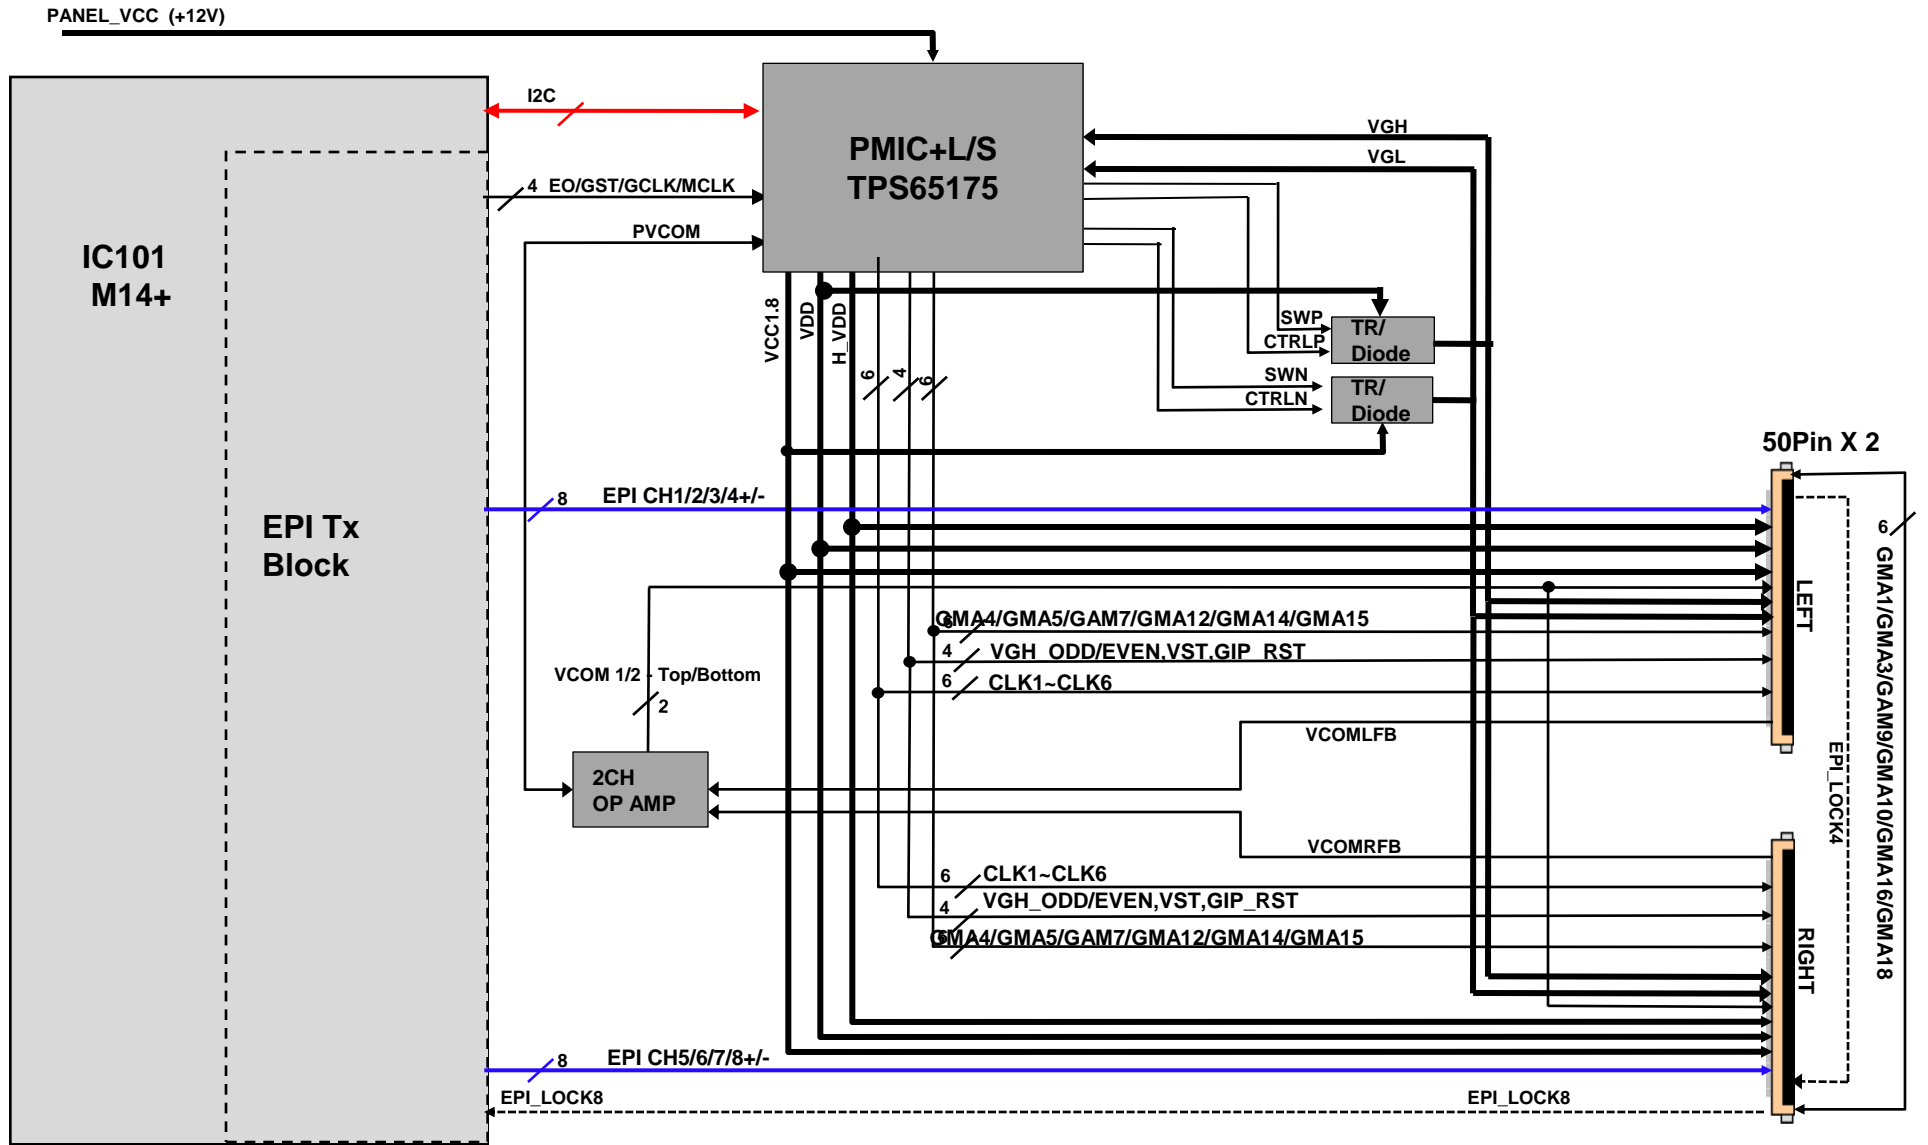 PANEL_VCC (+12V)
I2C
VGH
PMIC+L/S
TPS65175
VGL
4 EO/GST/GCLK/MCLK
PVCOM
IC101
M14+
VCC1.8
VDD
H_VDD
SWP
TR/
Diode
CTRLP
6
4
6
SWN
TR/
Diode
CTRLN
50Pin X 2
8
EPI CH1/2/3/4+/-
EPI Tx
Block
6 GMA1/GMA3/GAM9/GMA10/GMA16/GMA18
LEFT
6
GMA4/GMA5/GAM7/GMA12/GMA14/GMA15
4
VGH_ODD/EVEN,VST,GIP_RST
VCOM 1/2 - Top/Bottom
6
CLK1~CLK6
2
VCOMLFB
EPI_LOCK4
2CH
OP AMP
VCOMRFB
6
CLK1~CLK6
4
VGH_ODD/EVEN,VST,GIP_RST
6
GMA4/GMA5/GAM7/GMA12/GMA14/GMA15
RIGHT
8
EPI CH5/6/7/8+/-
EPI_LOCK8
EPI_LOCK8